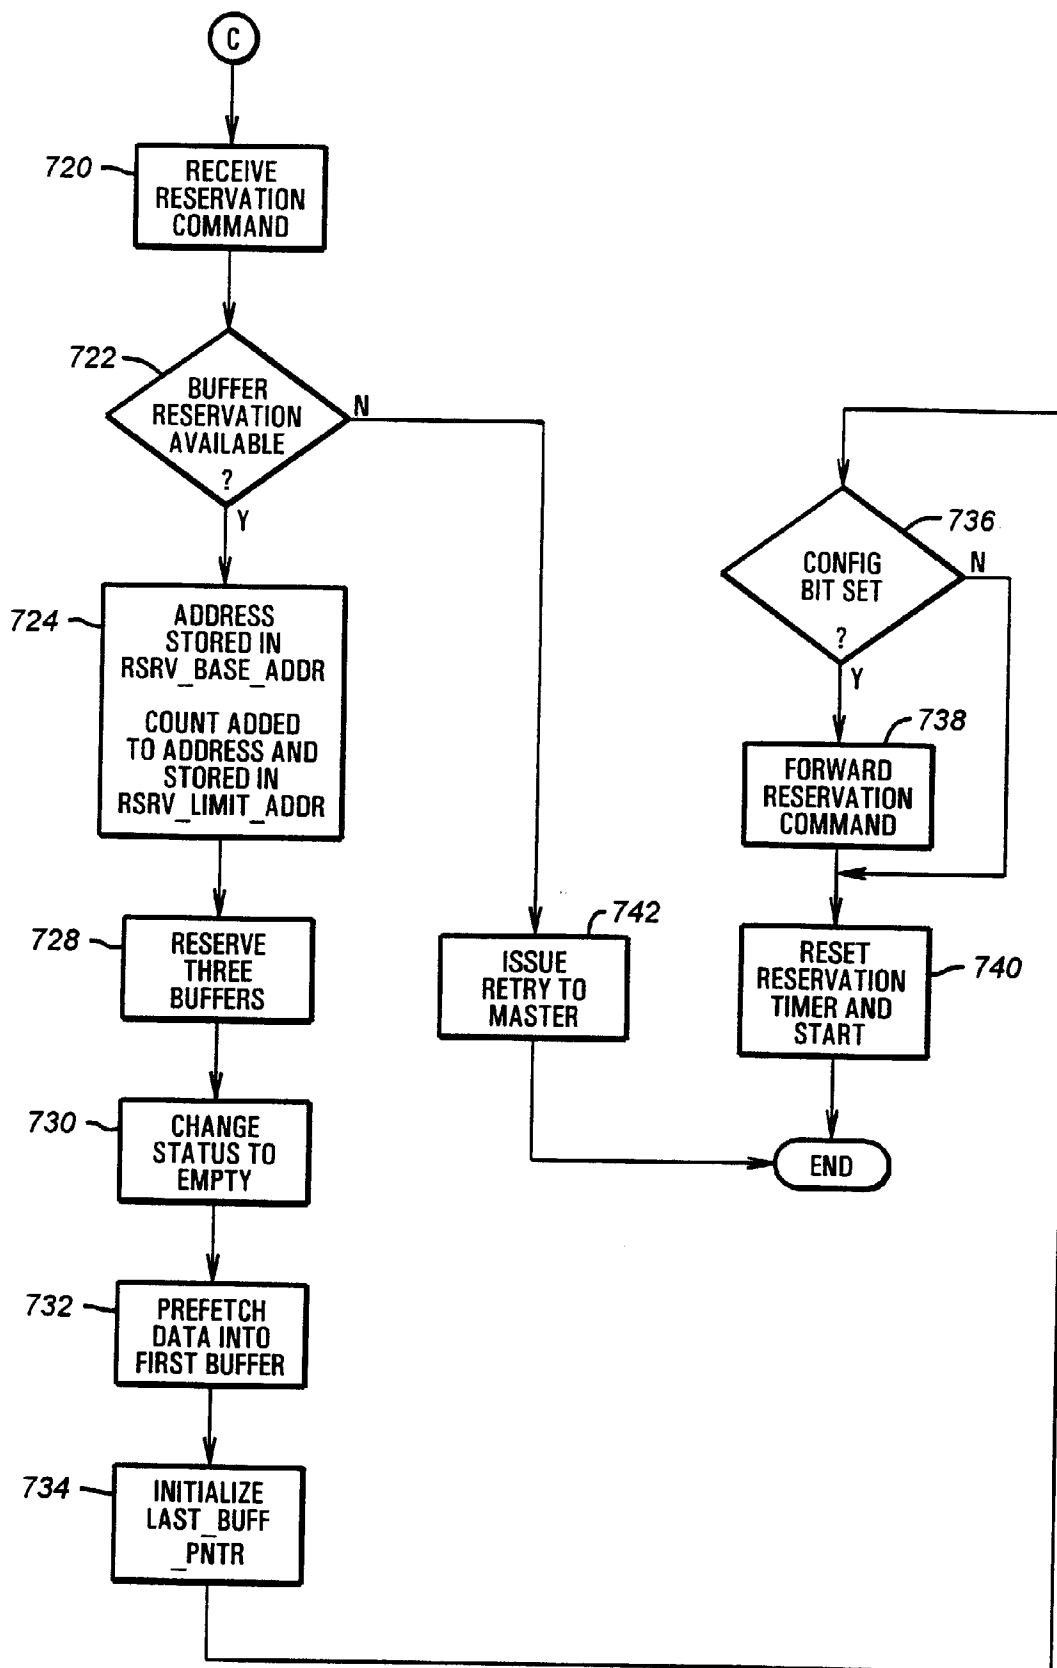 C
720
RECEIVE
RESERVATION
COMMAND
722
BUFFER
RESERVATION
AVAILABLE
?
N
Y
724
ADDRESS
STORED IN
RSRV_BASE_ADDR
COUNT ADDED
TO ADDRESS AND
STORED IN
RSRV_LIMIT_ADDR
728
RESERVE
THREE
BUFFERS
730
CHANGE
STATUS TO
EMPTY
732
PREFETCH
DATA INTO
FIRST BUFFER
734
INITIALIZE
LAST_BUFF
_PNTR
742
ISSUE
RETRY TO
MASTER
736
CONFIG
BIT SET
?
N
Y
738
FORWARD
RESERVATION
COMMAND
740
RESET
RESERVATION
TIMER AND
START
END